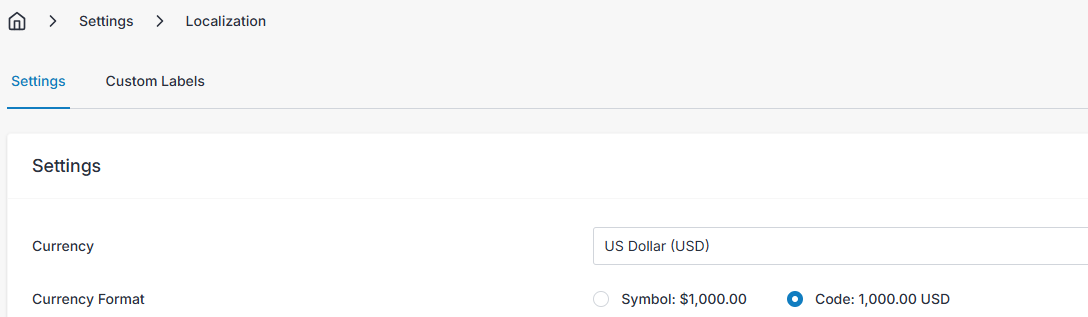 Settings Localization
Settings Custom Labels
Settings
Currency US Dollar (USD)
Currency Format Symbol: $1,000.00 Code: 1,000.00 USD